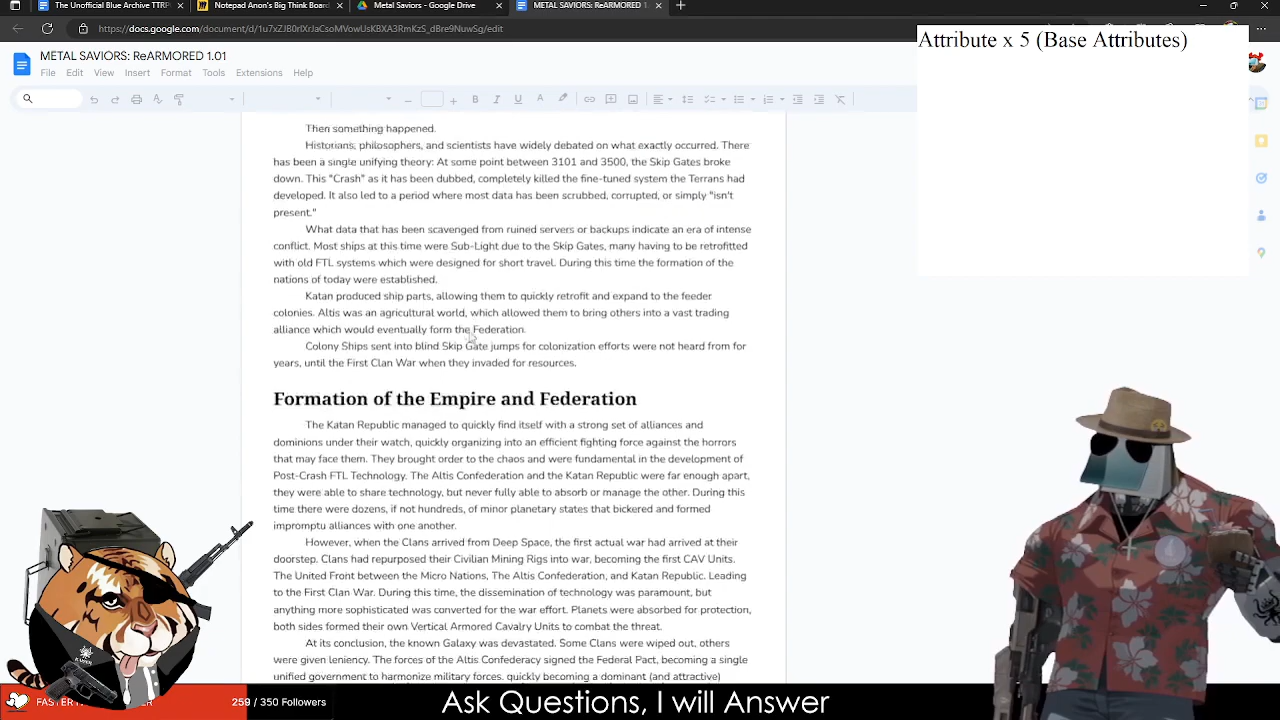 The Unofficial Blue Archive TTRP
Notepad Anon's Think Board
Metal Saviors - Google Drive
METAL SAVIORS: ReARMORED 1.
METAL SAVIORS: ReARMORED 1.01
File Edit View Insert Format Tools Extensions Help
Attribute x 5 (Base Attributes)
Then something happened.
Historians, philosophers, and scientists have widely debated on what exactly occurred. There
has been a single unifying theory: At some point between 3101 and 3500, the Skip Gates broke
down. This "Crash" as it has been dubbed, completely killed the fine-tuned system the Terrans had
developed. It also led to a period where most data has been scrubbed, corrupted, or simply "isn't
present."
What data that has been scavenged from ruined servers or backups indicate an era of intense
conflict. Most ships at this time were Sub-Light due to the Skip Gates, many having to be retrofitted
with old FTL systems which were designed for short travel. During this time the formation of the
nations of today were established.
Katan produced ship parts, allowing them to quickly retrofit and expand to the feeder
colonies. Altis was an agricultural world, which allowed them to bring others into a vast trading
alliance which would eventually form the Federation.
Colony Ships sent into blind Skip Gate jumps for colonization efforts were not heard from for
years, until the First Clan War when they invaded for resources.
Formation of the Empire and Federation
The Katan Republic managed to quickly find itself with a strong set of alliances and
dominions under their watch, quickly organizing into an efficient fighting force against the horrors
that may face them. They brought order to the chaos and were fundamental in the development of
Post-Crash FTL Technology. The Altis Confederation and the Katan Republic were far enough apart,
they were able to share technology, but never fully able to absorb or manage the other. During this
time there were dozens, if not hundreds, of minor planetary states that bickered and formed
impromptu alliances with one another.
However, when the Clans arrived from Deep Space, the first actual war had arrived at their
doorstep. Clans had repurposed their Civilian Mining Rigs into war, becoming the first CAV Units.
The United Front between the Micro Nations, The Altis Confederation, and Katan Republic. Leading
to the First Clan War. During this time, the dissemination of technology was paramount, but
anything more sophisticated was converted for the war effort. Planets were absorbed for protection,
both sides formed their own Vertical Armored Cavalry Units to combat the threat.
At its conclusion, the known Galaxy was devastated. Some Clans were wiped out, others
were given leniency. The forces of the Altis Confederacy signed the Federal Pact, becoming a single
unified government to harmonize military forces, quickly becoming a dominant (and attractive)
FASTER
259 / 350 Followers
Ask Questions, I will Answer